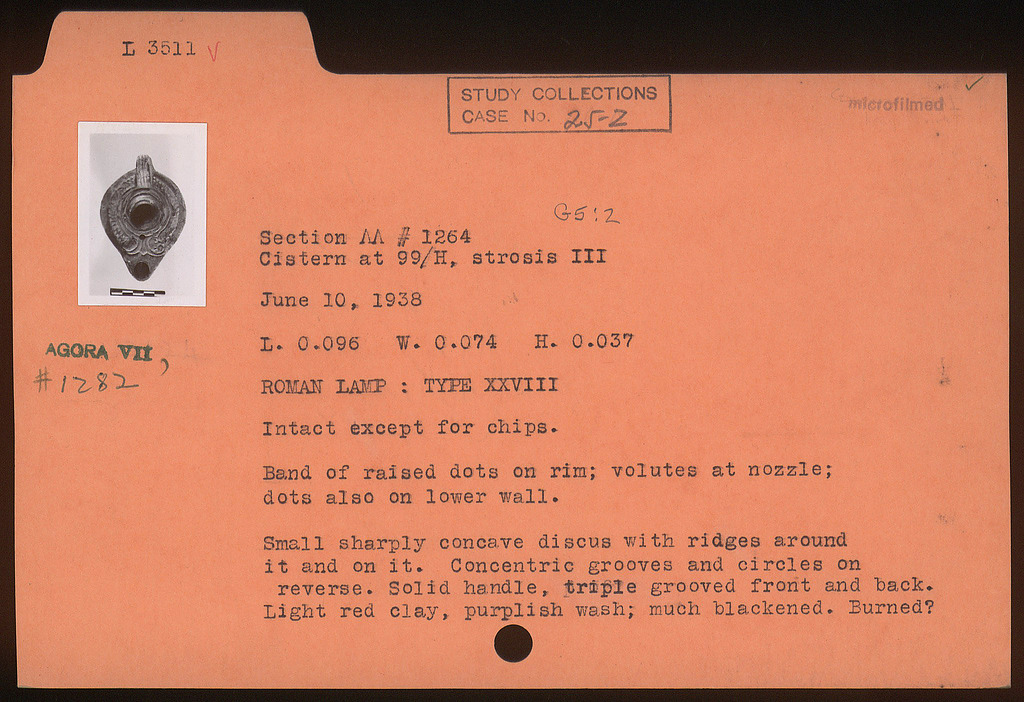 L 3511 √
STUDY COLLECTIONS
CASE No. 25-Z
microfilmed
G5:2
Section ΛΛ # 1264
Cistern at 99/H, strosis III
June 10, 1938
L. 0.096 W. 0.074 H. 0.037
AGORA VII,
#1282
ROMAN LAMP : TYPE XXVIII
Intact except for chips.
Band of raised dots on rim; volutes at nozzle;
dots also on lower wall.
Small sharply concave discus with ridges around
it and on it. Concentric grooves and circles on
reverse. Solid handle, triple grooved front and back.
Light red clay, purplish wash; much blackened. Burned?